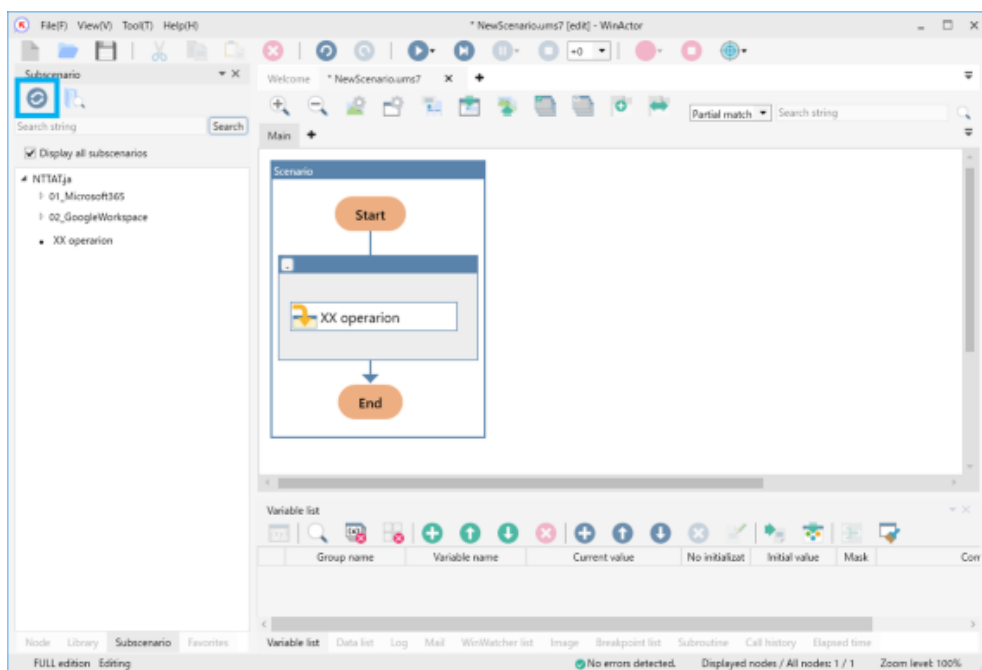 File(F) View(V) Tool(T) Help(H)
* NewScenario.ums7 [edit] - WinActor
+0
Subscenario
Search string
Search
Display all subscenarios
NTTAT.ja
01_Microsoft365
02_GoogleWorkspace
XX operarion
Welcome * NewScenario.ums7
Partial match Search string
Main
Scenario
Start
XX operarion
End
Variable list
Group name Variable name Current value No initializat Initial value Mask Com
Node Library Subscenario Favorites
Variable list Data list Log Mail WinWatcher list Image Breakpoint list Subroutine Call history Elapsed time
FULL edition Editing
No errors detected. Displayed nodes / All nodes: 1 / 1 Zoom level: 100%